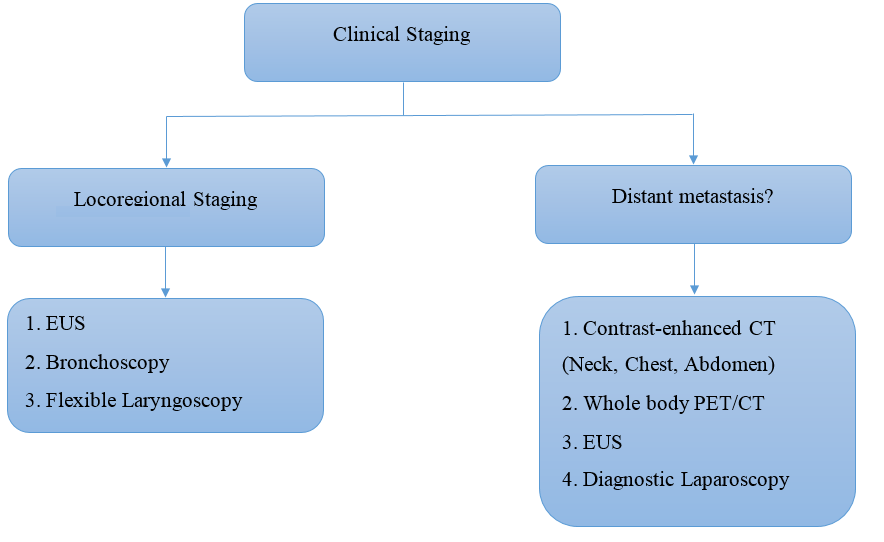 Clinical Staging
Locoregional Staging
Distant metastasis?
1. EUS
2. Bronchoscopy
3. Flexible Laryngoscopy
1. Contrast-enhanced CT
(Neck, Chest, Abdomen)
2. Whole body PET/CT
3. EUS
4. Diagnostic Laparoscopy